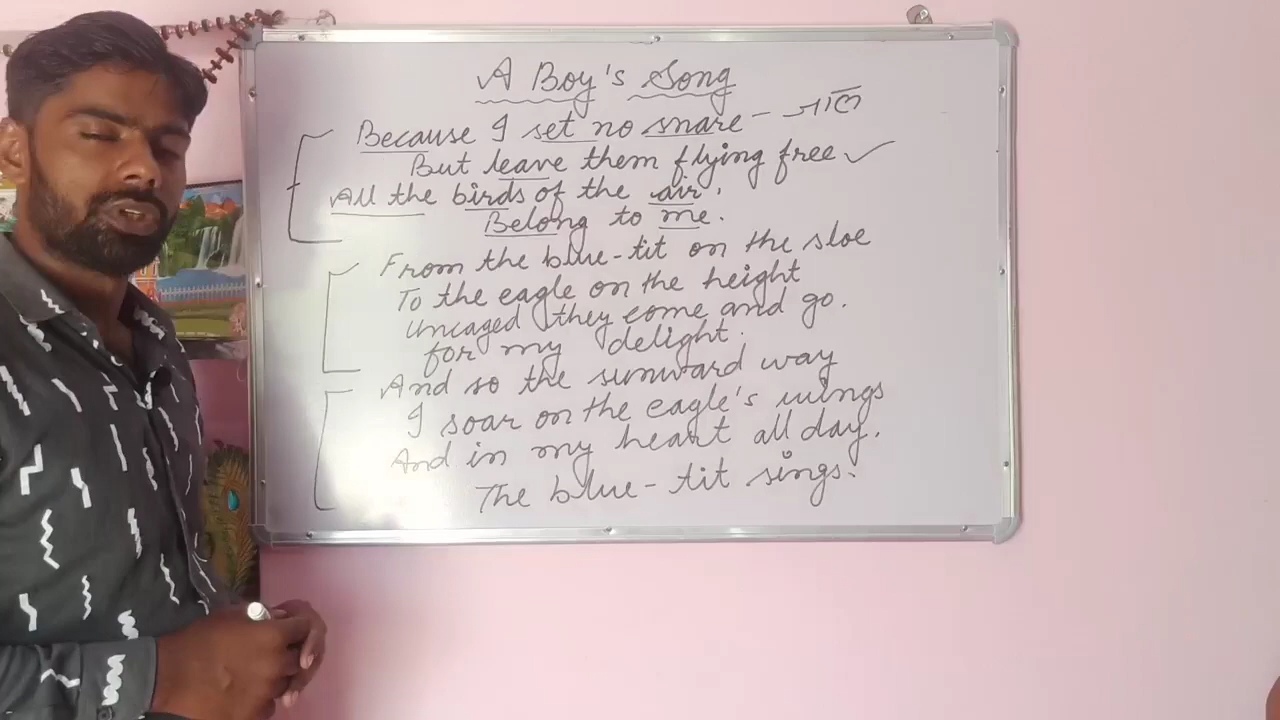 A Boy's Song
Because I set no snare - जाल
But leave them flying free ✓
All the birds of the air.
Belong to me.
From the blue-tit on the sloe
To the eagle on the height
uncaged they come and go.
for my delight.
And so the sunward way
I soar on the eagle's wings
And in my heart all day.
The blue-tit sings.